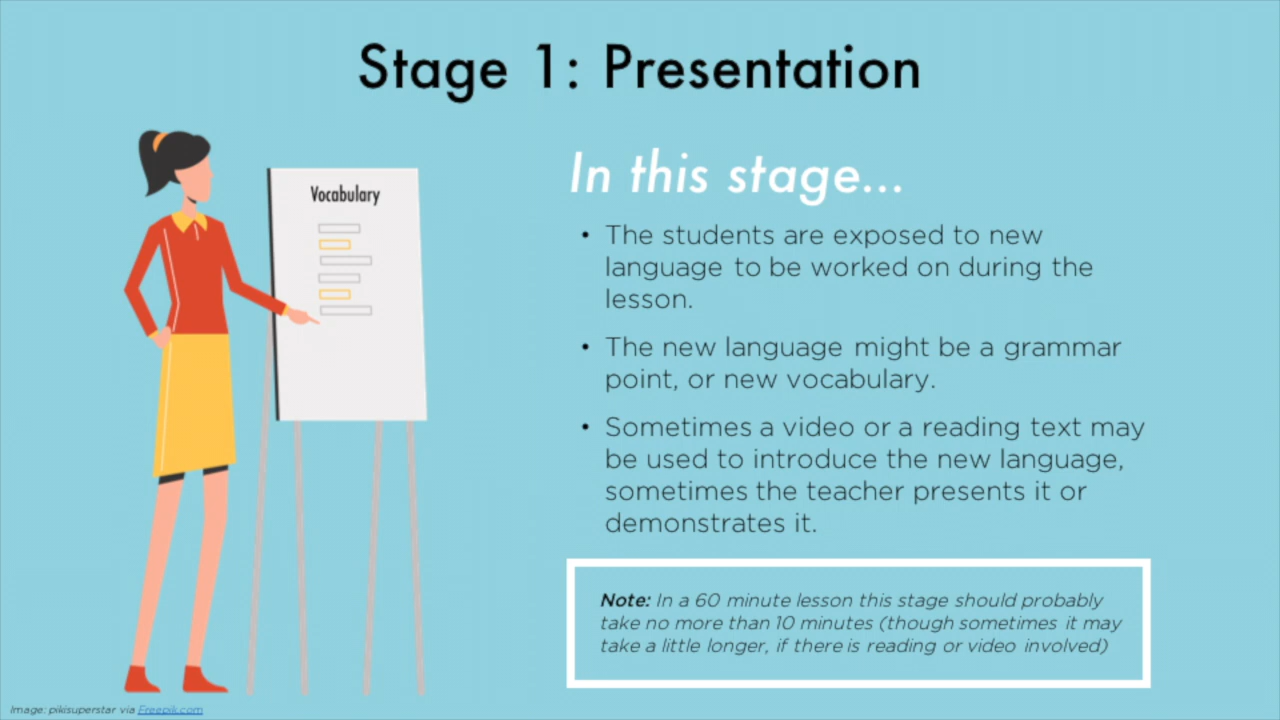 Stage 1: Presentation
Vocabulary
In this stage...
• The students are exposed to new
language to be worked on during the
lesson.
• The new language might be a grammar
point, or new vocabulary.
• Sometimes a video or a reading text may
be used to introduce the new language,
sometimes the teacher presents it or
demonstrates it.
Note: In a 60 minute lesson this stage should probably
take no more than 10 minutes (though sometimes it may
take a little longer, if there is reading or video involved)
Image: pikisuperstar via Freepik.com